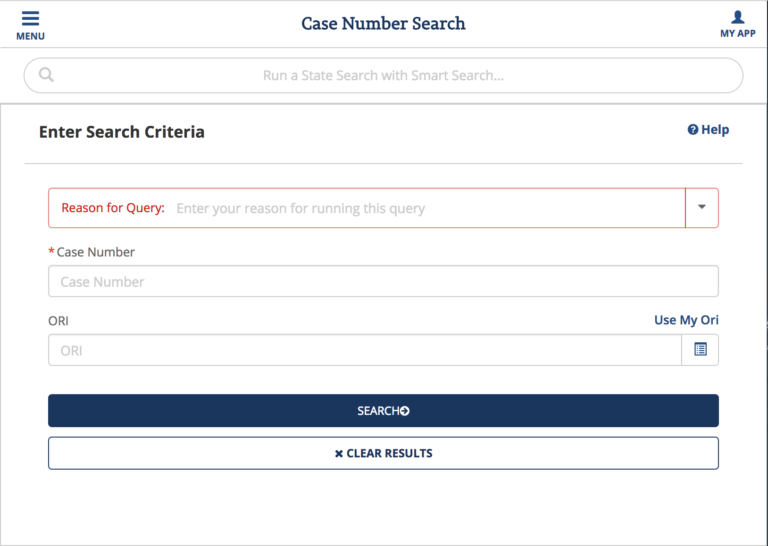 MENU
Case Number Search
MY APP
Run a State Search with Smart Search...
Enter Search Criteria
Help
Reason for Query: Enter your reason for running this query
* Case Number
Case Number
ORI
Use My Ori
ORI
SEARCH
CLEAR RESULTS